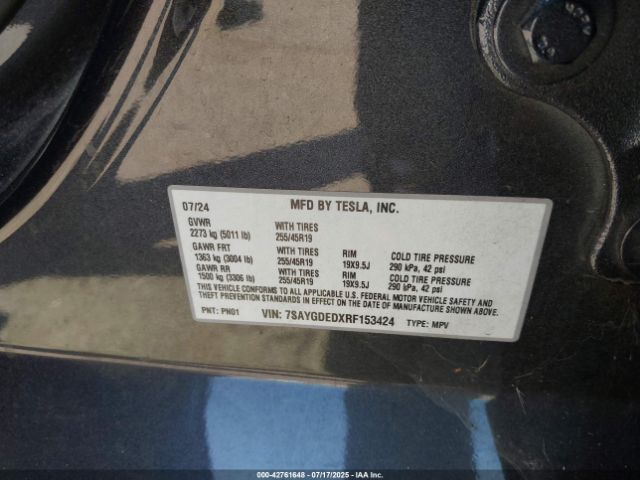 07/24 MFD BY TESLA, INC.
GVWR
2273 kg (5011 lb) WITH TIRES 255/45R19
GAWR FRT
1363 kg (3004 lb) WITH TIRES 255/45R19 RIM 19X9.5J COLD TIRE PRESSURE 290 kPa, 42 psi
GAWR RR
1500 kg (3306 lb) WITH TIRES 255/45R19 RIM 19X9.5J COLD TIRE PRESSURE 290 kPa, 42 psi
THIS VEHICLE CONFORMS TO ALL APPLICABLE U.S. FEDERAL MOTOR VEHICLE SAFETY AND
THEFT PREVENTION STANDARDS IN EFFECT ON THE DATE OF MANUFACTURE SHOWN ABOVE.
PNT: PN01 VIN: 7SAYGDEDXRF153424 TYPE: MPV
00-42761648 | 07/17/2025 | IAA Inc.